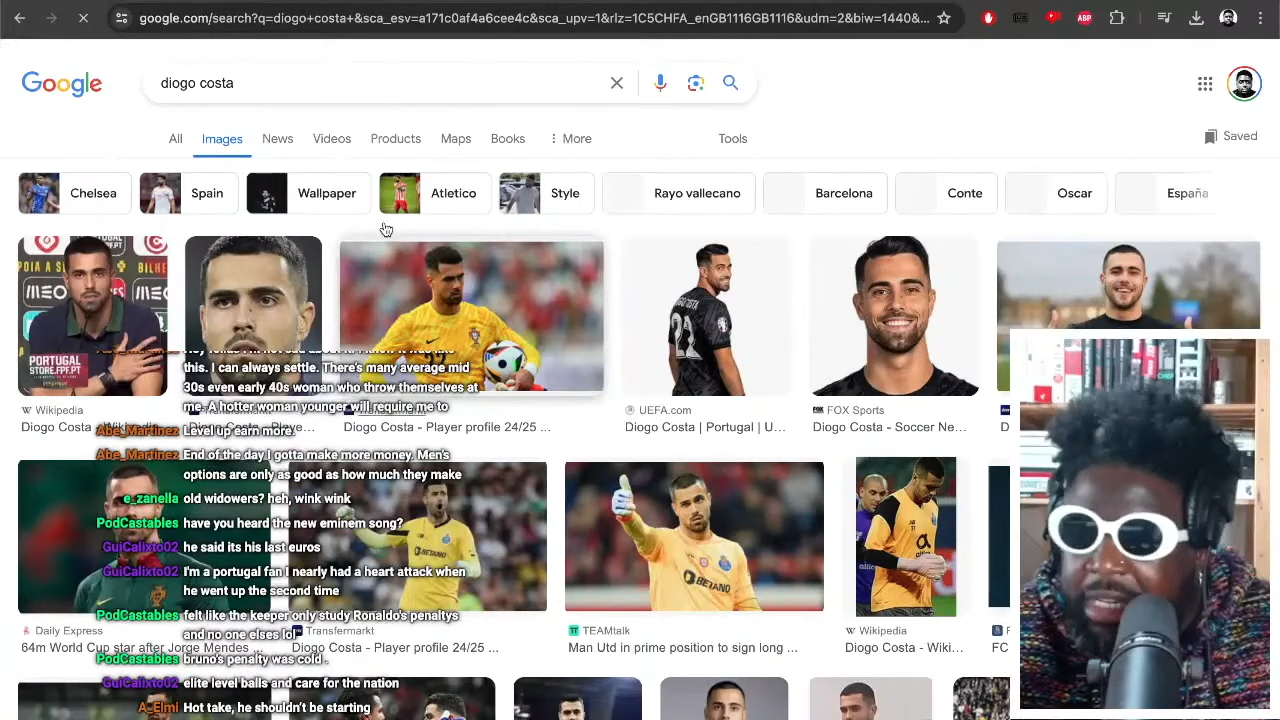 google.com/search?q=diogo+costa+&sca_esv=a171c0af4a6cee4c&sca_upv=1&rlz=1C5CHFA_enGB1116GB1116&udm=2&biw=1440&...
ABP
Google
diogo costa
All
Images
News
Videos
Products
Maps
Books
More
Tools
Saved
Chelsea
Spain
Wallpaper
Atletico
Style
Rayo vallecano
Barcelona
Conte
Oscar
España
POIA A S
BILHE
MEO
PORTUGAL
STORE.FPF.PT
DIOGO COSTA
22
Wikipedia
Diogo Costa
UEFA.com
FOX Sports
Diogo Costa - Player profile 24/25 ...
Diogo Costa | Portugal | U...
Diogo Costa - Soccer Ne...
this. I can always settle. There's many average mid
30s even early 40s woman who throw themselves at
me. A hotter woman younger will require me to
Abe_Martinez Level up earn more.
Abe_Martinez End of the day I gotta make more money. Men's
options are only as good as how much they make
e_zanella old widowers? heh, wink wink
PodCastables have you heard the new eminem song?
GuiCalixto02 he said its his last euros
GuiCalixto02 I'm a portugal fan I nearly had a heart attack when
he went up the second time
PodCastables felt like the keeper only study Ronaldo's penaltys
and no one elses lol
PodCastables bruno's penalty was cold
GuiCalixto02 elite level balls and care for the nation
A_Elmi Hot take, he shouldn't be starting
BETANO
BETANO
Daily Express
Transfermarkt
TEAMtalk
Wikipedia
64m World Cup star after Jorge Mendes ...
Costa - Player profile 24/25 ...
Man Utd in prime position to sign long ...
Diogo Costa - Wiki...
FC